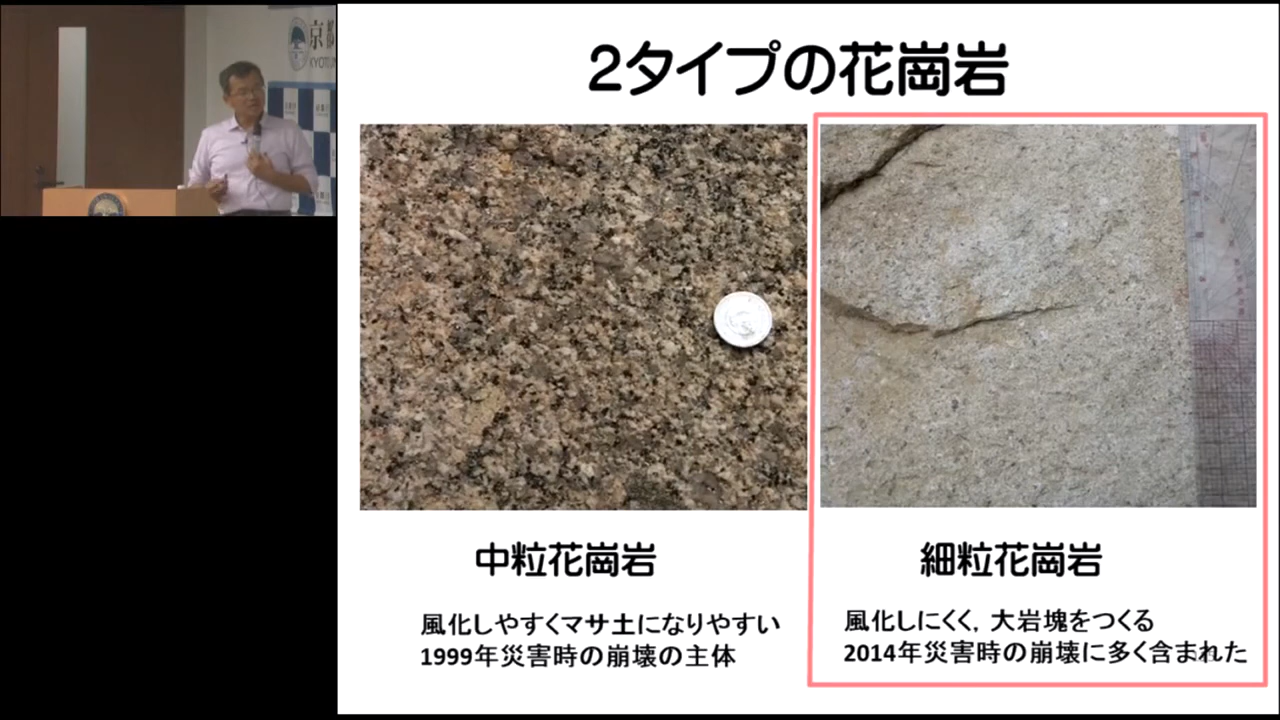 京都
KYOTO
2タイプの花崗岩
中粒花崗岩
風化しやすくマサ土になりやすい
1999年災害時の崩壊の主体
細粒花崗岩
風化しにくく，大岩塊をつくる
2014年災害時の崩壊に多く含まれた